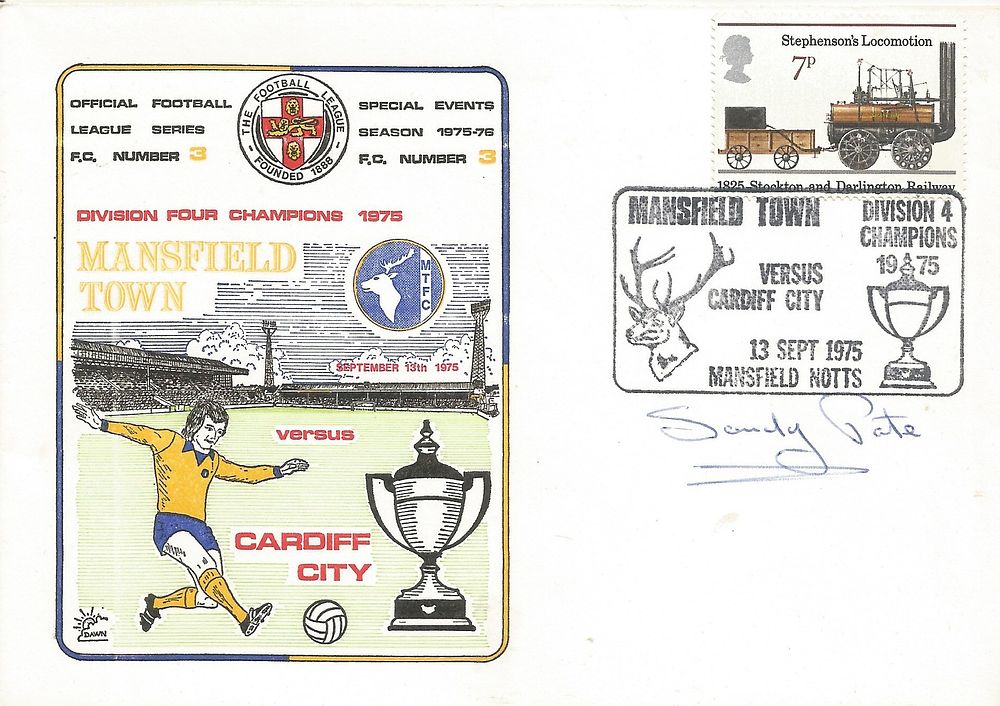 OFFICIAL FOOTBALL
LEAGUE SERIES
F.C. NUMBER 3
THE FOOTBALL LEAGUE
FOUNDED 1888
SPECIAL EVENTS
SEASON 1975-76
F.C. NUMBER 3
DIVISION FOUR CHAMPIONS 1975
MANSFIELD
TOWN
MTFC
SEPTEMBER 13th 1975
versus
CARDIFF
CITY
DAWN
Stephenson's Locomotion
7P
1825 Stockton and Darlington Railway
MANSFIELD TOWN
DIVISION 4
CHAMPIONS
1975
VERSUS
CARDIFF CITY
13 SEPT 1975
MANSFIELD NOTTS
Sandy Pate